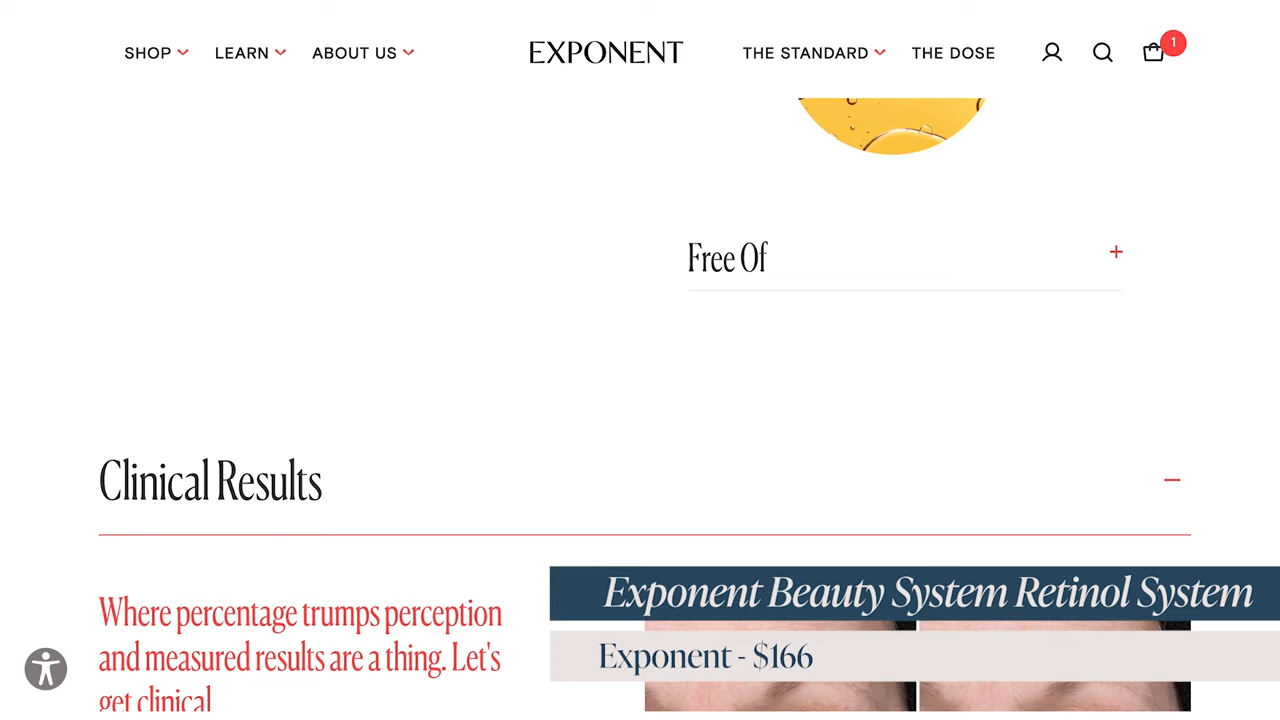 SHOP
LEARN
ABOUT US
EXPONENT
THE STANDARD
THE DOSE
1
Free Of
Clinical Results
Where percentage trumps perception
and measured results are a thing. Let's
get clinical
Exponent Beauty System Retinol System
Exponent - $166